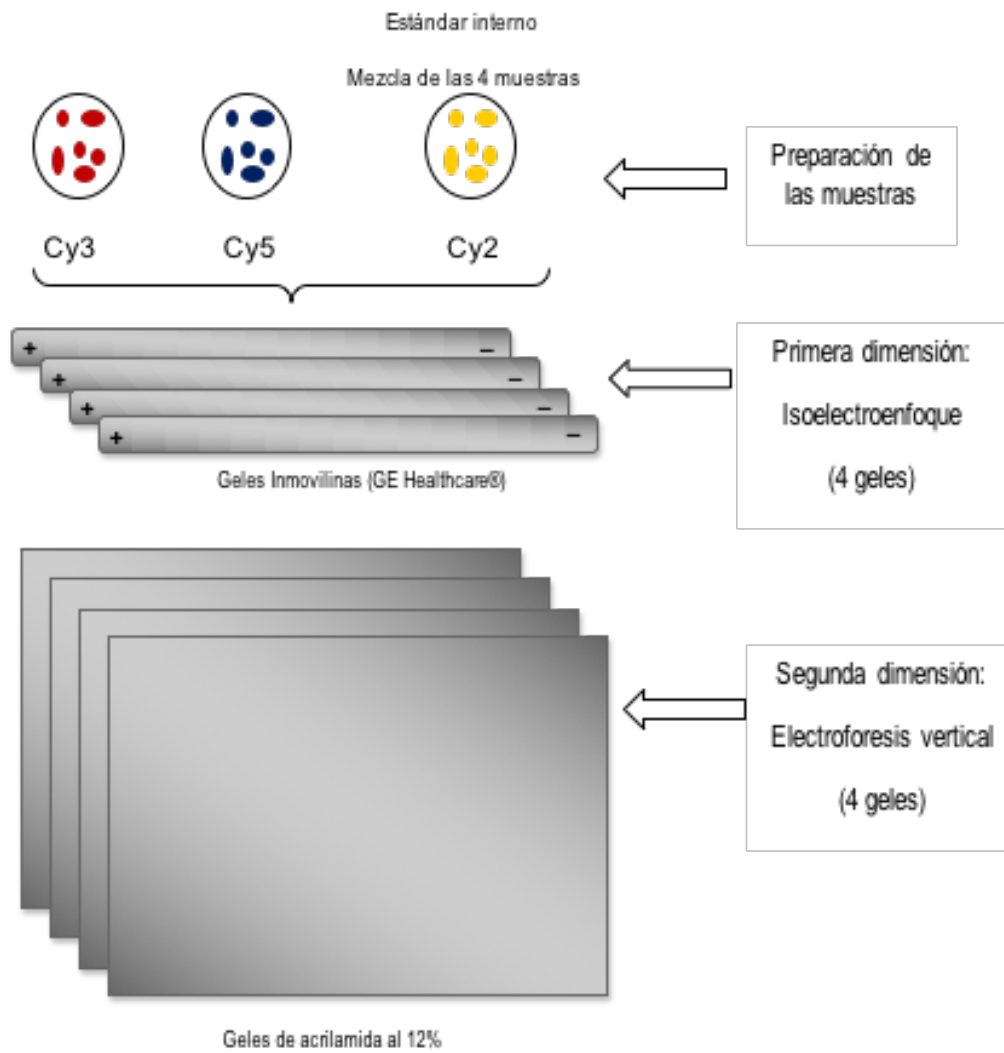 Estándar interno
Mezcla de las 4 muestras
Cy3 Cy5 Cy2
Preparación de
las muestras
+ –
+ –
+ –
+ –
Geles Inmovilinas (GE Healthcare®)
Primera dimensión:
Isoelectroenfoque
(4 geles)
Segunda dimensión:
Electroforesis vertical
(4 geles)
Geles de acrilamida al 12%